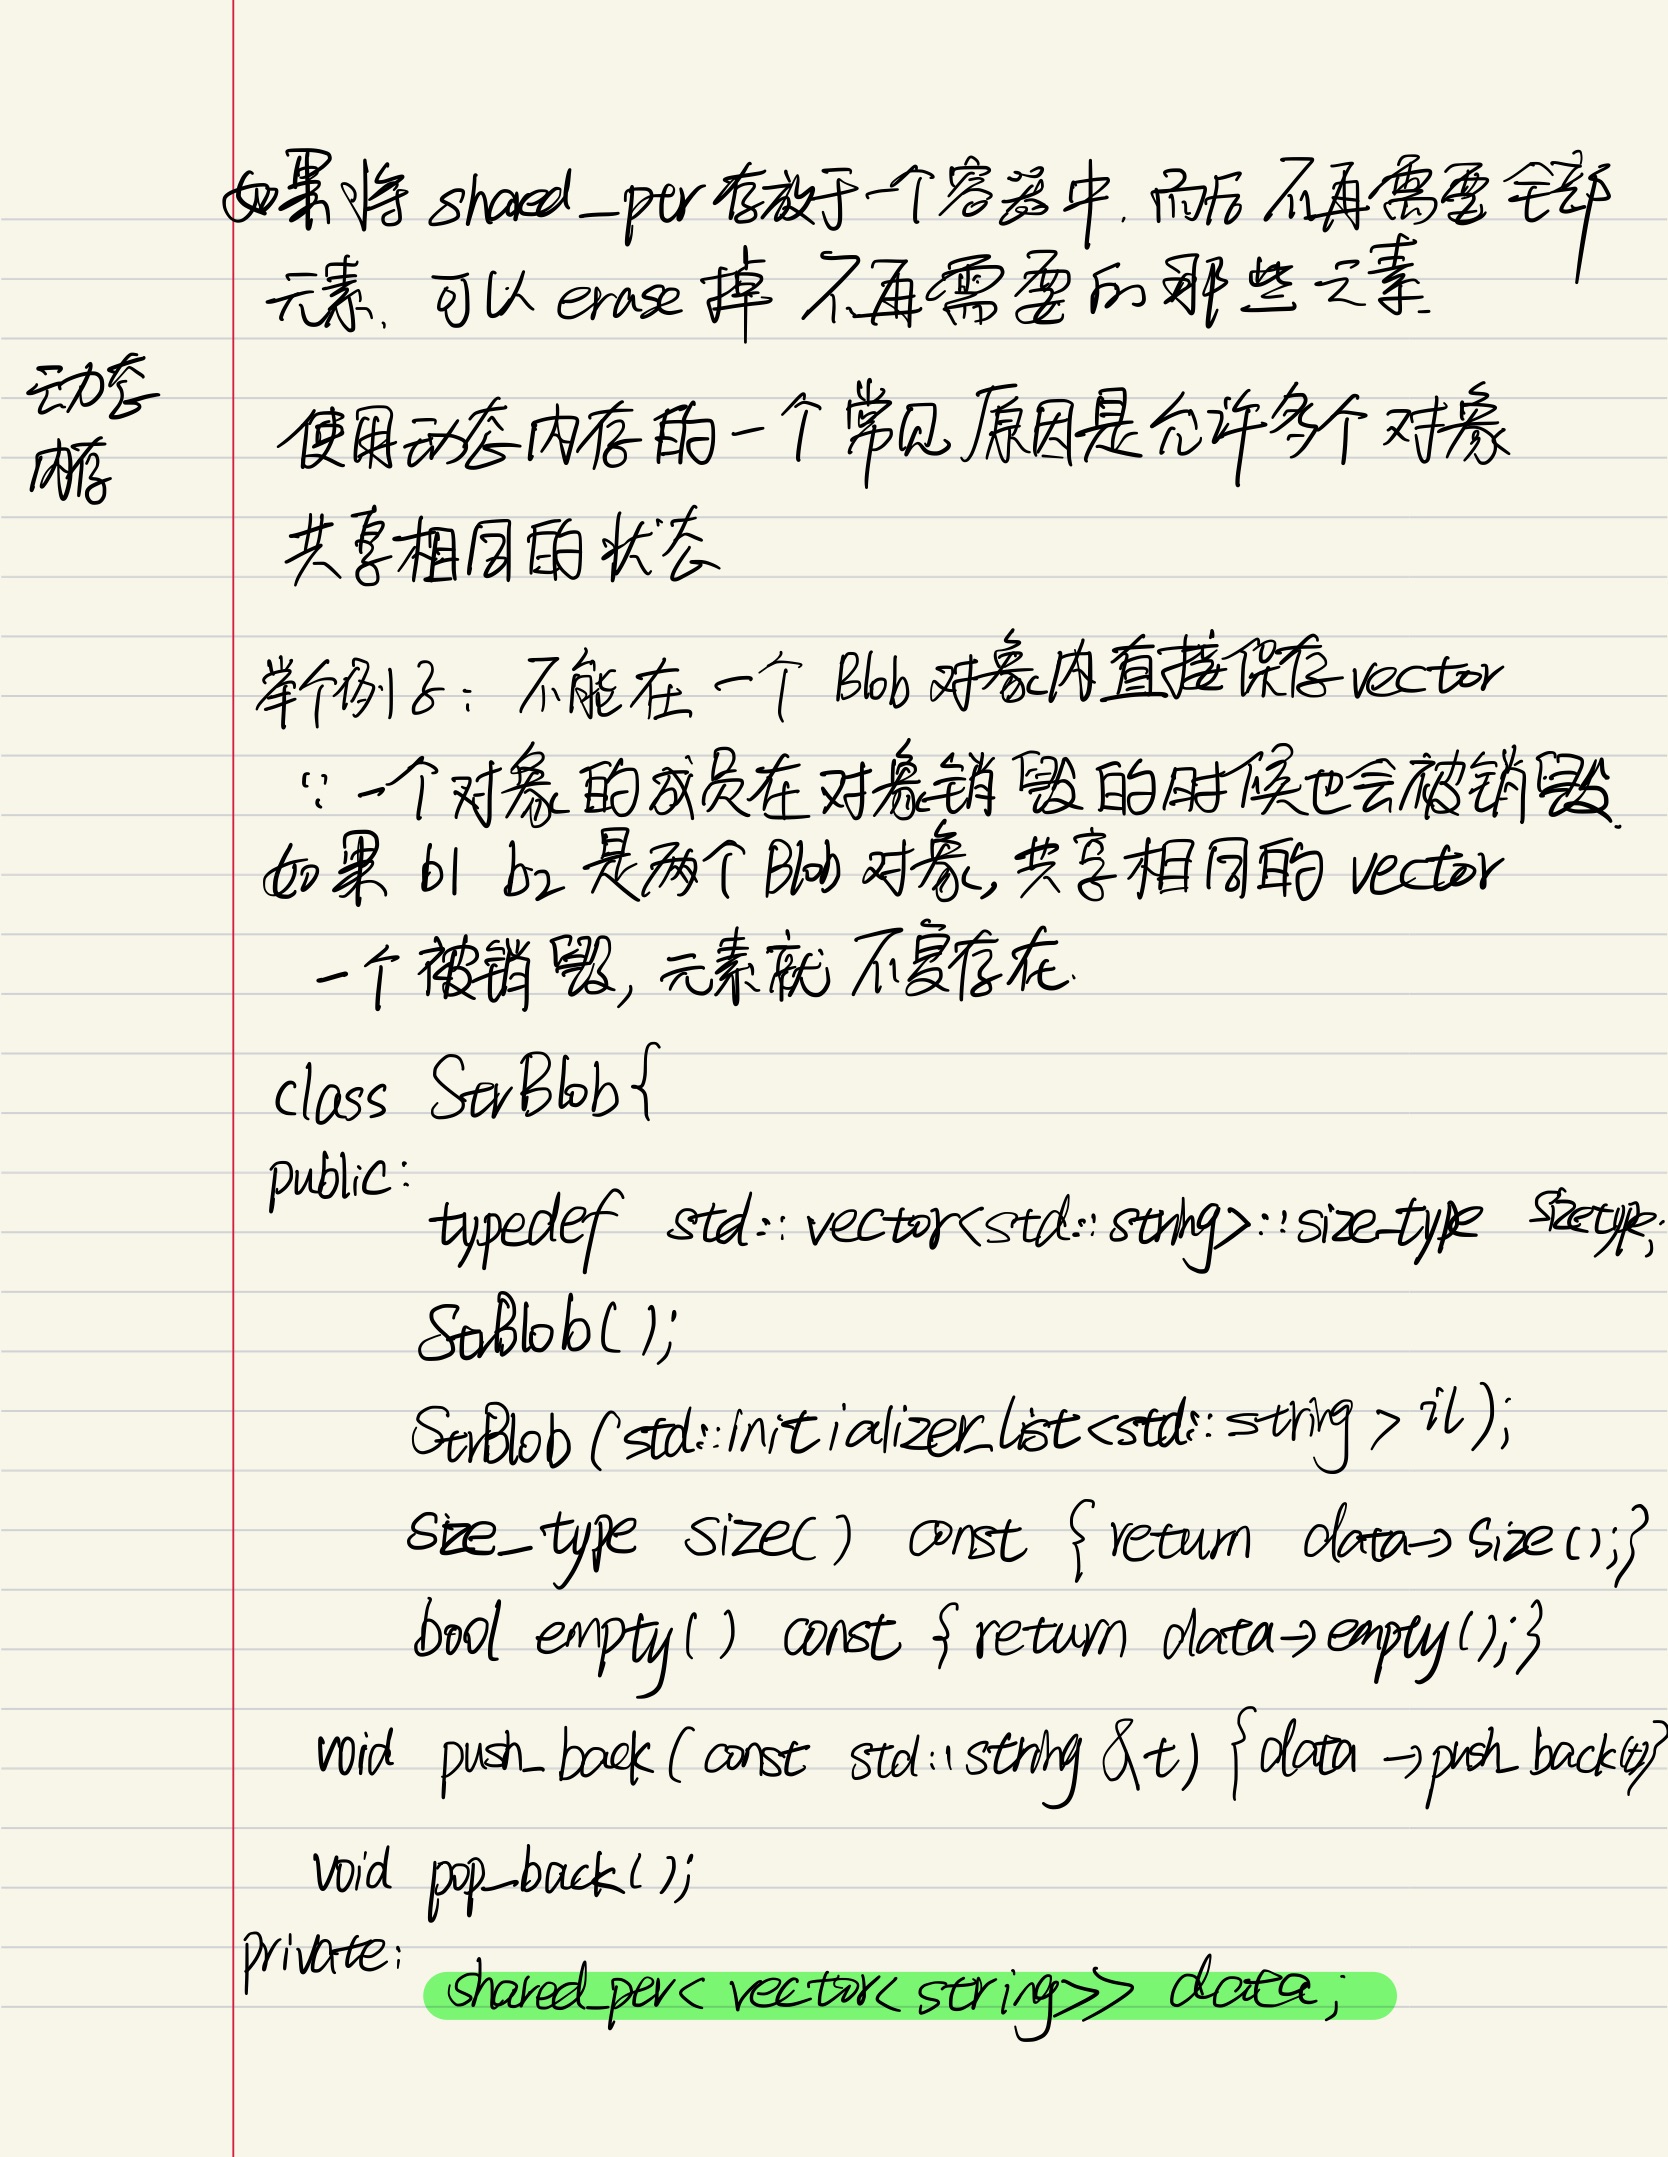 如果将 shared_ptr 存放于一个容器中, 而后不再需要全部
元素, 可以 erase 掉 不再需要的那些元素.
动态
内存
使用动态内存的一个常见原因是允许多个对象
共享相同的状态
举个例子: 不能在一个 Blob 对象内直接保存 vector
∵ 一个对象的成员在对象销毁的时候也会被销毁.
如果 b1 b2 是两个 Blob 对象, 共享相同的 vector
一个被销毁, 元素就不复存在.
class StrBlob{
public:
typedef std::vector<std::string>::size_type sizetype;
StrBlob();
StrBlob(std::initializer_list<std::string> il);
size_type size() const {return data->size();}
bool empty() const {return data->empty();}
void push_back(const std::string &t) {data->push_back(t)}
void pop_back();
private:
shared_ptr<vector<string>> data;